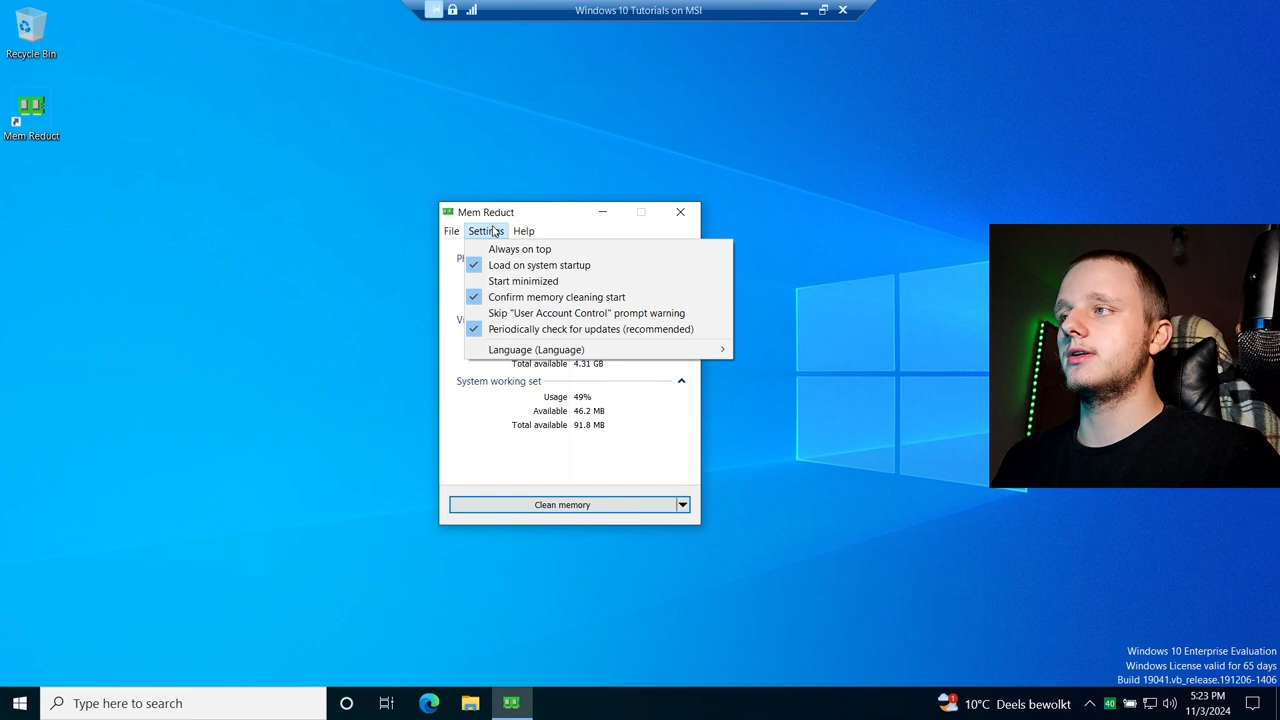 Windows 10 Tutorials on MSI
Recycle Bin
Mem Reduct
Mem Reduct
File Settings Help
Always on top
Load on system startup
Start minimized
Confirm memory cleaning start
Skip "User Account Control" prompt warning
Periodically check for updates (recommended)
Language (Language)
Total available 4.31 GB
System working set
Usage 49%
Available 46.2 MB
Total available 91.8 MB
Clean memory
Windows 10 Enterprise Evaluation
Windows License valid for 65 days
Build 19041.vb_release.191206-1406
Type here to search
1
10°C Deels bewolkt
40
5:23 PM
11/3/2024